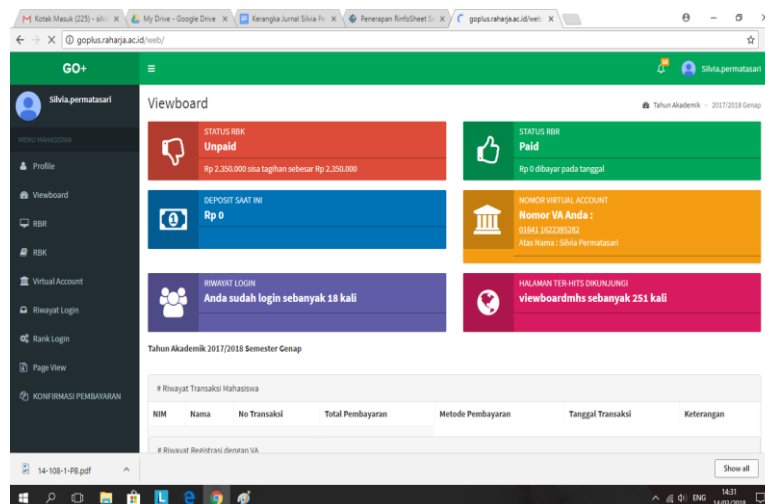 Kotak Masuk (225) - silv
My Drive - Google Drive
Kerangka Jurnal Silvia
Penerapan RinfoSheet
goplus.raharja.ac.id/web
goplus.raharja.ac.id/web/
GO+
Silvia.permatasari
Silvia.permatasari
Viewboard
Tahun Akademik > 2017/2018 Genap
MENU MAHASISWA
Profile
Viewboard
RBR
RBK
Virtual Account
Riwayat Login
Rank Login
Page View
KONFIRMASI PEMBAYARAN
STATUS RBK
Unpaid
Rp 2.350.000 sisa tagihan sebesar Rp 2.350.000
STATUS RBR
Paid
Rp 0 dibayar pada tanggal
DEPOSIT SAAT INI
Rp 0
NOMOR VIRTUAL ACCOUNT
Nomor VA Anda :
01641 1622395282
Atas Nama : Silvia Permatasari
RIWAYAT LOGIN
Anda sudah login sebanyak 18 kali
HALAMAN TER-HITS DIKUNJUNGI
viewboardmhs sebanyak 251 kali
Tahun Akademik 2017/2018 Semester Genap
# Riwayat Transaksi Mahasiswa
NIM Nama No Transaksi Total Pembayaran Metode Pembayaran Tanggal Transaksi Keterangan
# Riwayat Registrasi dengan VA
14-108-1-PB.pdf
Show all
ENG
14:31
14/03/2018